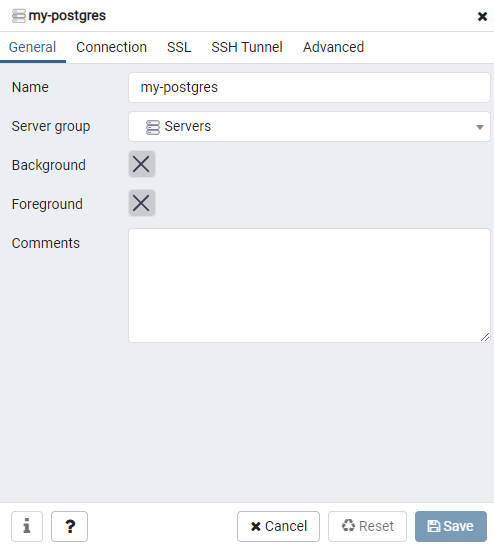 my-postgres
General Connection SSL SSH Tunnel Advanced
Name my-postgres
Server group Servers
Background
Foreground
Comments
i ? Cancel Reset Save